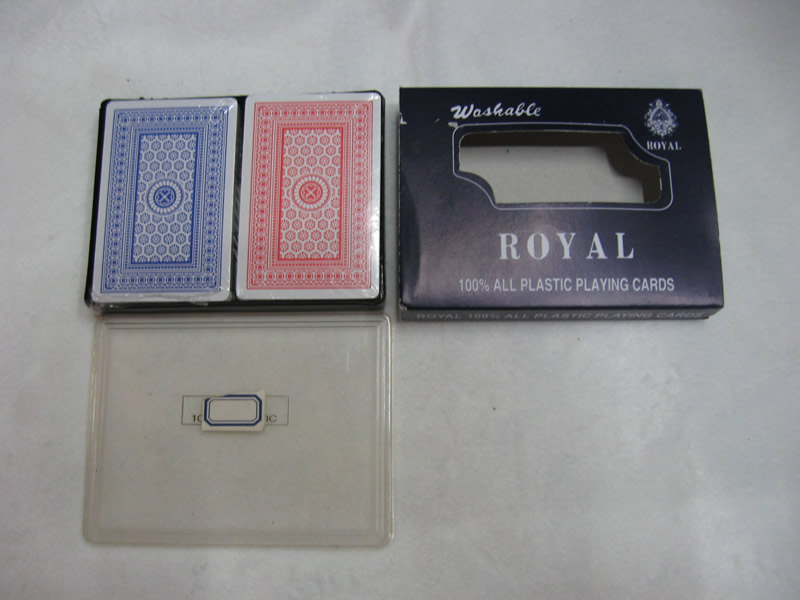 Washable
ROYAL
ROYAL
100% ALL PLASTIC PLAYING CARDS
ROYAL 100% ALL PLASTIC PLAYING CARDS